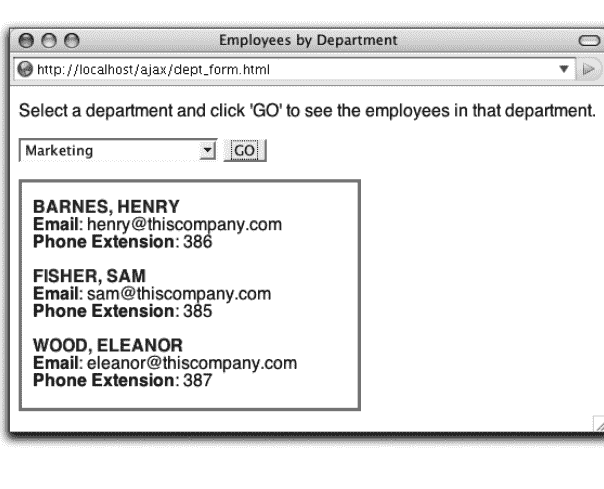 Employees by Department
http://localhost/ajax/dept_form.html
Select a department and click 'GO' to see the employees in that department.
Marketing GO
BARNES, HENRY
Email: henry@thiscompany.com
Phone Extension: 386
FISHER, SAM
Email: sam@thiscompany.com
Phone Extension: 385
WOOD, ELEANOR
Email: eleanor@thiscompany.com
Phone Extension: 387